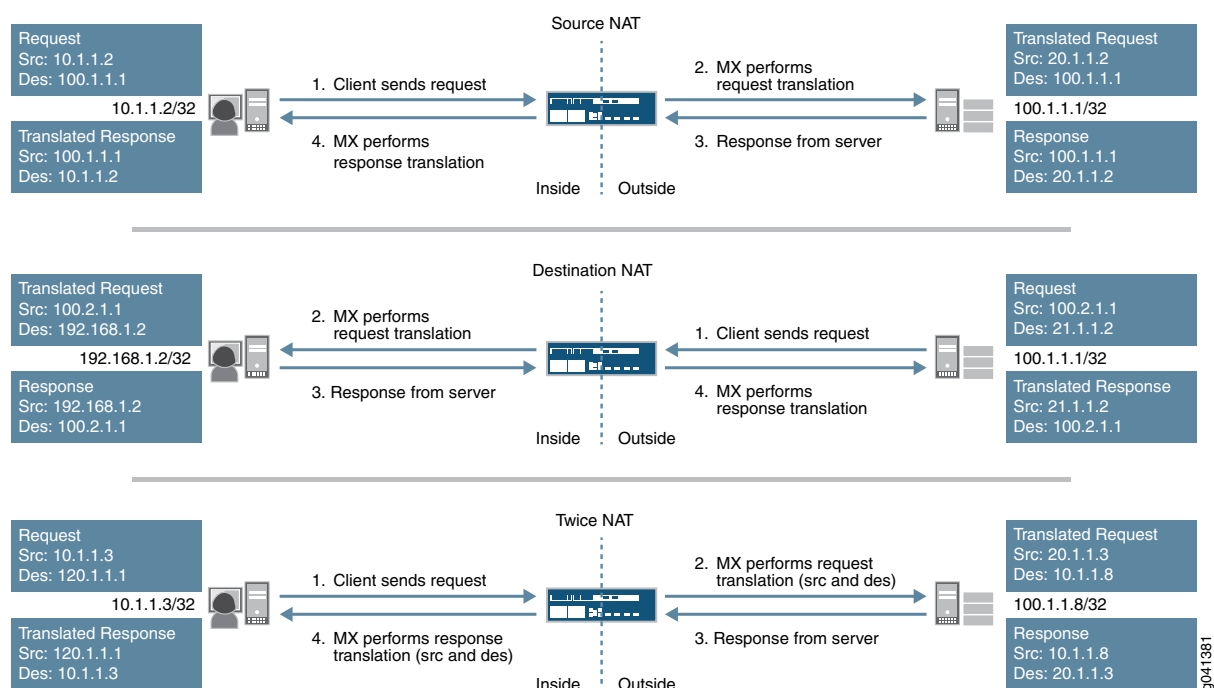 Source NAT
Request
Src: 10.1.1.2
Des: 100.1.1.1
10.1.1.2/32
Translated Response
Src: 100.1.1.1
Des: 10.1.1.2
1. Client sends request
4. MX performs
response translation
2. MX performs
request translation
3. Response from server
Inside
Outside
Translated Request
Src: 20.1.1.2
Des: 100.1.1.1
100.1.1.1/32
Response
Src: 100.1.1.1
Des: 20.1.1.2
Destination NAT
Translated Request
Src: 100.2.1.1
Des: 192.168.1.2
192.168.1.2/32
Response
Src: 192.168.1.2
Des: 100.2.1.1
2. MX performs
request translation
3. Response from server
1. Client sends request
4. MX performs
response translation
Inside
Outside
Request
Src: 100.2.1.1
Des: 21.1.1.2
100.1.1.1/32
Translated Response
Src: 21.1.1.2
Des: 100.2.1.1
Twice NAT
Request
Src: 10.1.1.3
Des: 120.1.1.1
10.1.1.3/32
Translated Response
Src: 120.1.1.1
Des: 10.1.1.3
1. Client sends request
4. MX performs response
translation (src and des)
2. MX performs request
translation (src and des)
3. Response from server
Inside
Outside
Translated Request
Src: 20.1.1.3
Des: 10.1.1.8
100.1.1.8/32
Response
Src: 10.1.1.8
Des: 20.1.1.3
g041381